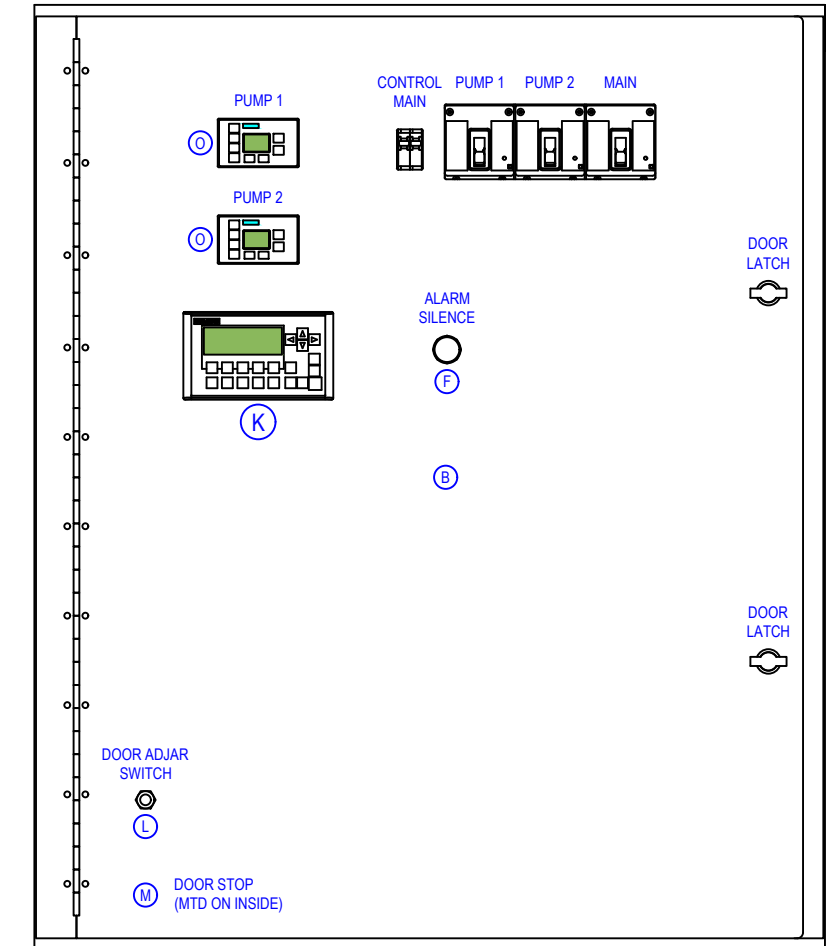 CONTROL PUMP 1 PUMP 2 MAIN
MAIN
PUMP 1
O
PUMP 2
O
DOOR
LATCH
ALARM
SILENCE
F
K
B
DOOR
LATCH
DOOR ADJAR
SWITCH
L
M
DOOR STOP
(MTD ON INSIDE)